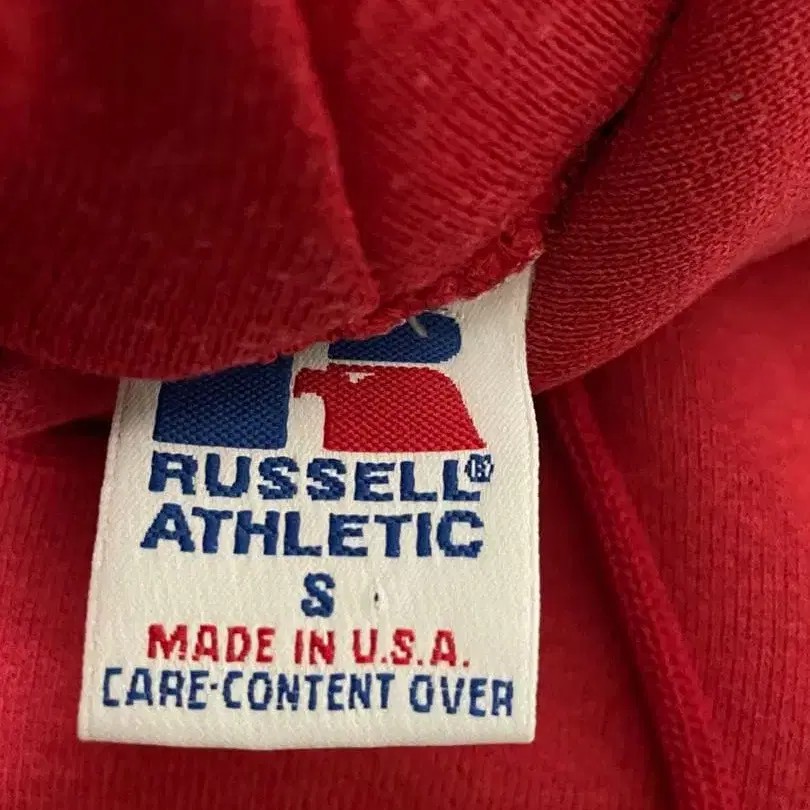 RUSSELL®
ATHLETIC
S
MADE IN U.S.A.
CARE-CONTENT OVER